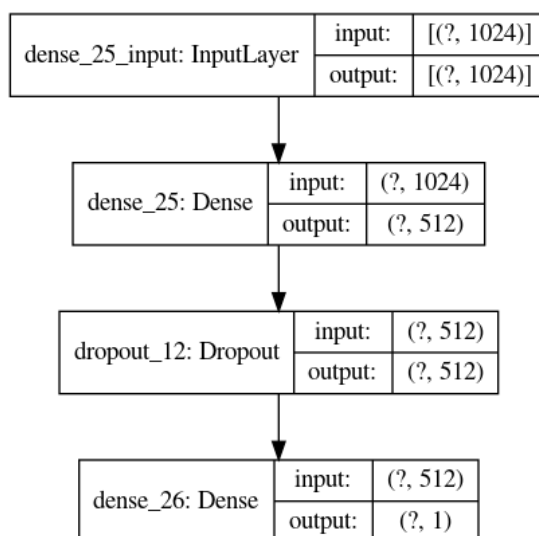 dense_25_input: InputLayer
input: [(?, 1024)]
output: [(?, 1024)]
dense_25: Dense
input: (?, 1024)
output: (?, 512)
dropout_12: Dropout
input: (?, 512)
output: (?, 512)
dense_26: Dense
input: (?, 512)
output: (?, 1)